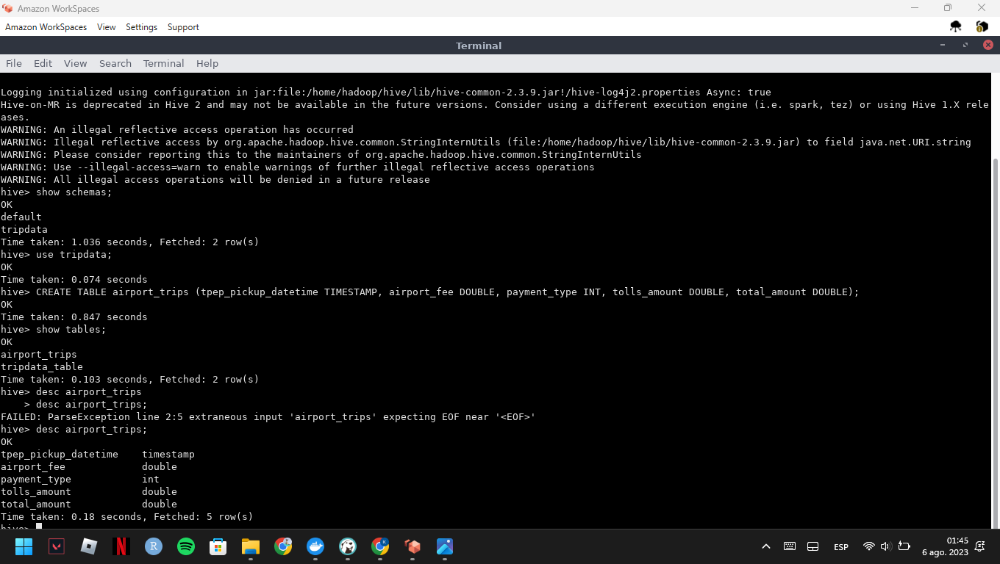 Amazon WorkSpaces
Amazon WorkSpaces View Settings Support
Terminal
File Edit View Search Terminal Help
Logging initialized using configuration in jar:file:/home/hadoop/hive/lib/hive-common-2.3.9.jar!/hive-log4j2.properties Async: true
Hive-on-MR is deprecated in Hive 2 and may not be available in the future versions. Consider using a different execution engine (i.e. spark, tez) or using Hive 1.X rele
ases.
WARNING: An illegal reflective access operation has occurred
WARNING: Illegal reflective access by org.apache.hadoop.hive.common.StringInternUtils (file:/home/hadoop/hive/lib/hive-common-2.3.9.jar) to field java.net.URI.string
WARNING: Please consider reporting this to the maintainers of org.apache.hadoop.hive.common.StringInternUtils
WARNING: Use --illegal-access=warn to enable warnings of further illegal reflective access operations
WARNING: All illegal access operations will be denied in a future release
hive> show schemas;
OK
default
tripdata
Time taken: 1.036 seconds, Fetched: 2 row(s)
hive> use tripdata;
OK
Time taken: 0.074 seconds
hive> CREATE TABLE airport_trips (tpep_pickup_datetime TIMESTAMP, airport_fee DOUBLE, payment_type INT, tolls_amount DOUBLE, total_amount DOUBLE);
OK
Time taken: 0.847 seconds
hive> show tables;
OK
airport_trips
tripdata_table
Time taken: 0.103 seconds, Fetched: 2 row(s)
hive> desc airport_trips
    > desc airport_trips;
FAILED: ParseException line 2:5 extraneous input 'airport_trips' expecting EOF near '<EOF>'
hive> desc airport_trips;
OK
tpep_pickup_datetime    timestamp
airport_fee             double
payment_type            int
tolls_amount            double
total_amount            double
Time taken: 0.18 seconds, Fetched: 5 row(s)
hive>
ESP
01:45
6 ago. 2023